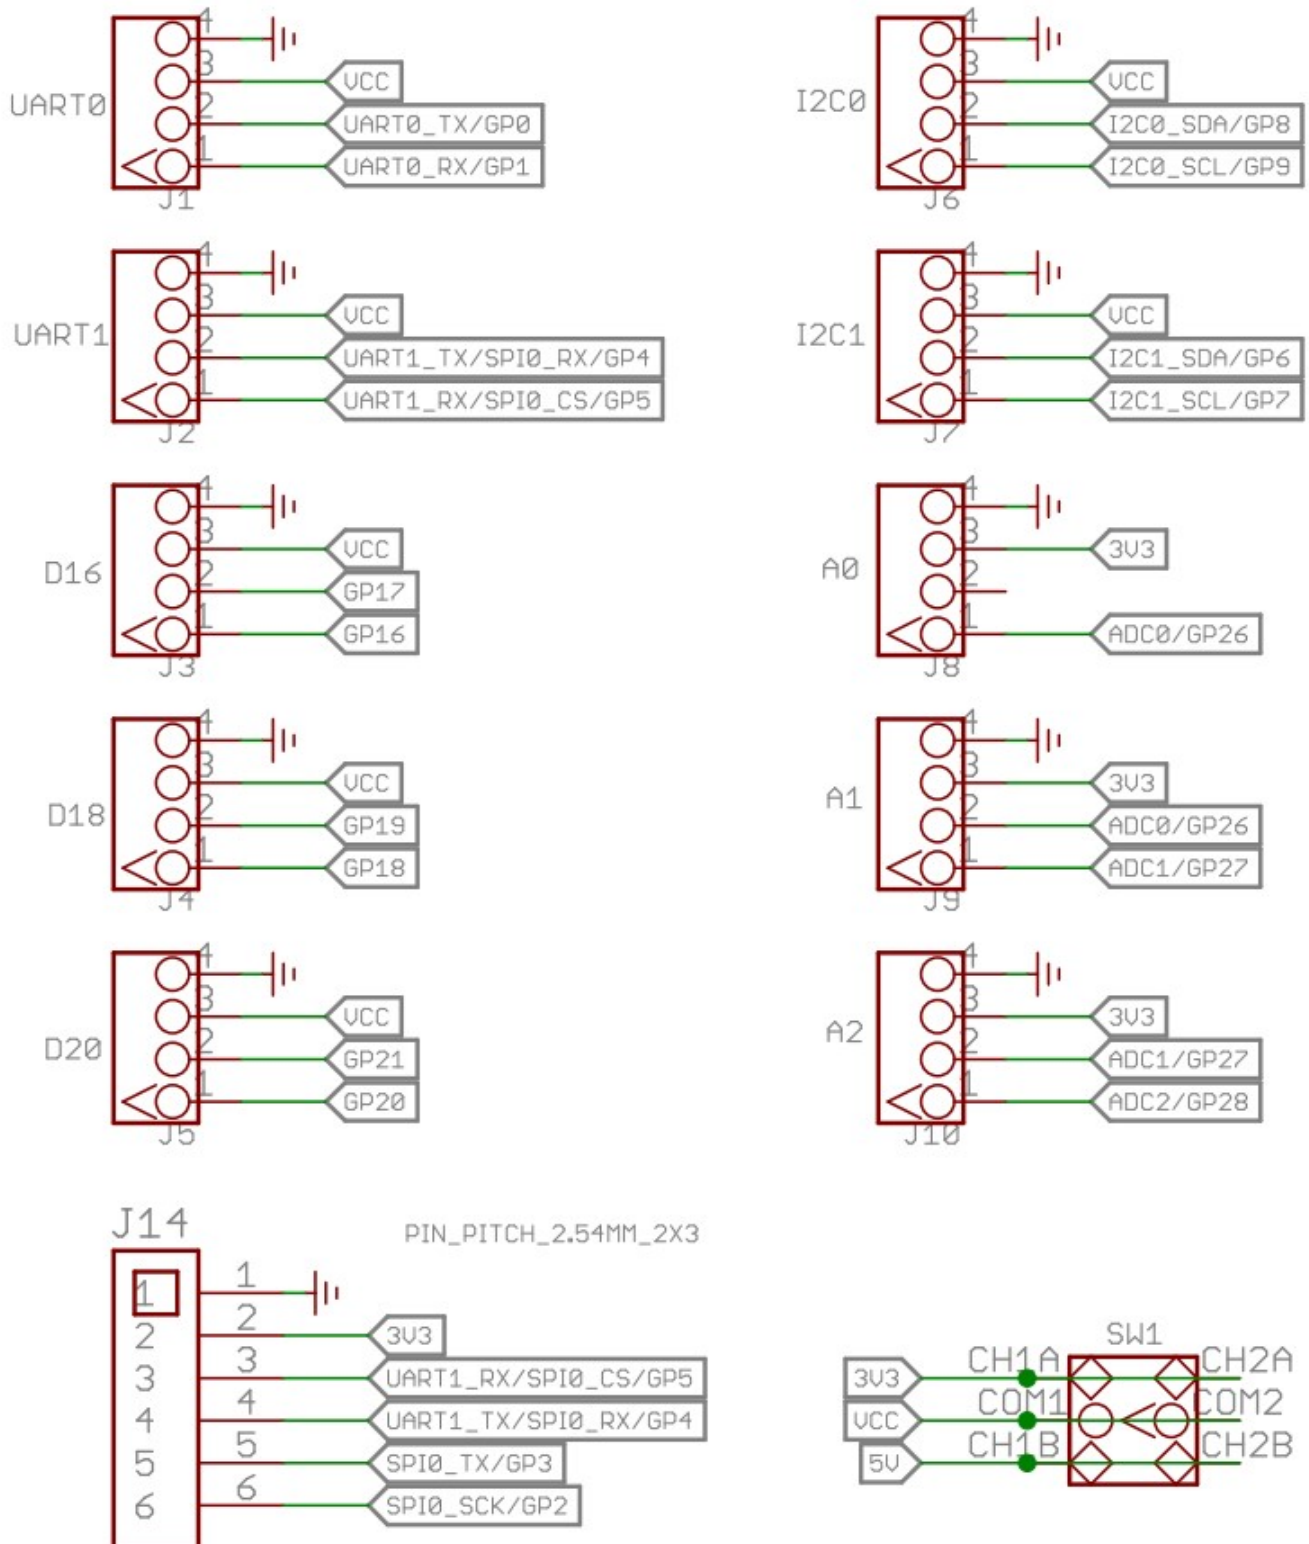 UART0
4
3 VCC
2 UART0_TX/GP0
1 UART0_RX/GP1
J1
I2C0
4
3 VCC
2 I2C0_SDA/GP8
1 I2C0_SCL/GP9
J6
UART1
4
3 VCC
2 UART1_TX/SPI0_RX/GP4
1 UART1_RX/SPI0_CS/GP5
J2
I2C1
4
3 VCC
2 I2C1_SDA/GP6
1 I2C1_SCL/GP7
J7
D16
4
3 VCC
2 GP17
1 GP16
J3
A0
4
3 3V3
2
1 ADC0/GP26
J8
D18
4
3 VCC
2 GP19
1 GP18
J4
A1
4
3 3V3
2 ADC0/GP26
1 ADC1/GP27
J9
D20
4
3 VCC
2 GP21
1 GP20
J5
A2
4
3 3V3
2 ADC1/GP27
1 ADC2/GP28
J10
J14
PIN_PITCH_2.54MM_2X3
1 1
2 2 3V3
3 3 UART1_RX/SPI0_CS/GP5
4 4 UART1_TX/SPI0_RX/GP4
5 5 SPI0_TX/GP3
6 6 SPI0_SCK/GP2
SW1
3V3 CH1A CH2A
VCC COM1 COM2
5V CH1B CH2B